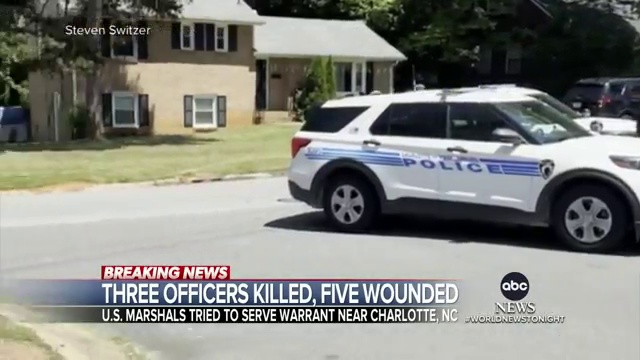 Steven Switzer
POLICE
BREAKING NEWS
THREE OFFICERS KILLED, FIVE WOUNDED
U.S. MARSHALS TRIED TO SERVE WARRANT NEAR CHARLOTTE, NC
abc
NEWS
#WORLDNEWSTONIGHT